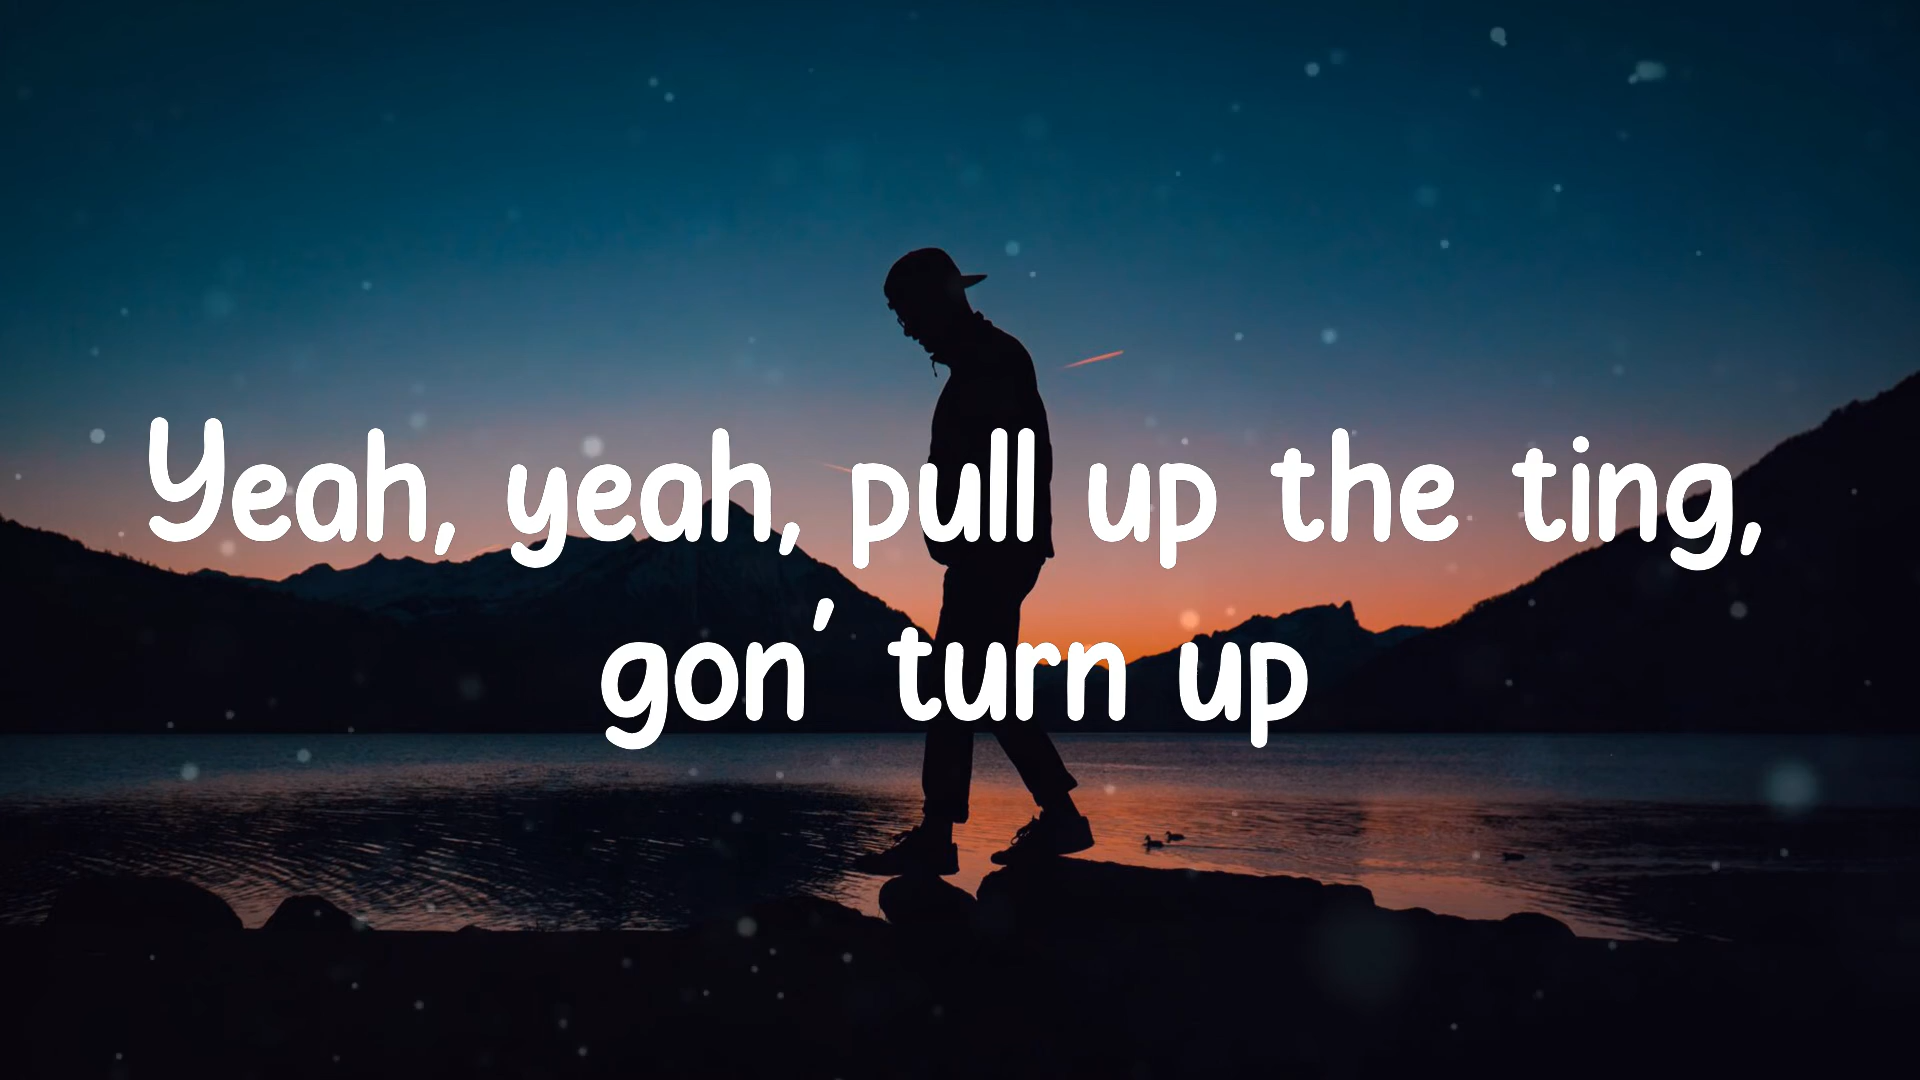 Yeah, yeah, pull up the ting,
gon' turn up